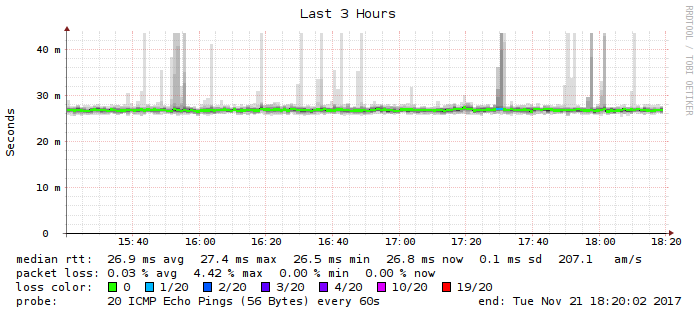 Last 3 Hours
RRDTOOL / TOBI OETIKER
Seconds
40 m
30 m
20 m
10 m
0
15:40 16:00 16:20 16:40 17:00 17:20 17:40 18:00 18:20
median rtt: 26.9 ms avg 27.4 ms max 26.5 ms min 26.8 ms now 0.1 ms sd 207.1 am/s
packet loss: 0.03 % avg 4.42 % max 0.00 % min 0.00 % now
loss color: 0 1/20 2/20 3/20 4/20 10/20 19/20
probe: 20 ICMP Echo Pings (56 Bytes) every 60s end: Tue Nov 21 18:20:02 2017